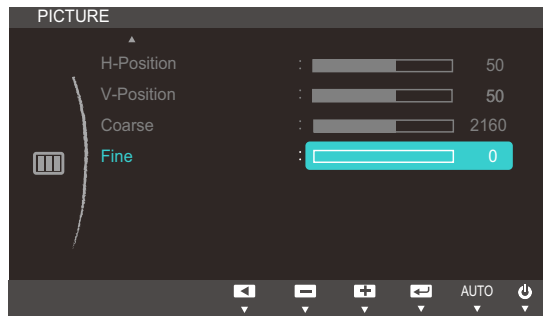 PICTURE
H-Position : 50
V-Position : 50
Coarse : 2160
Fine : 0
AUTO